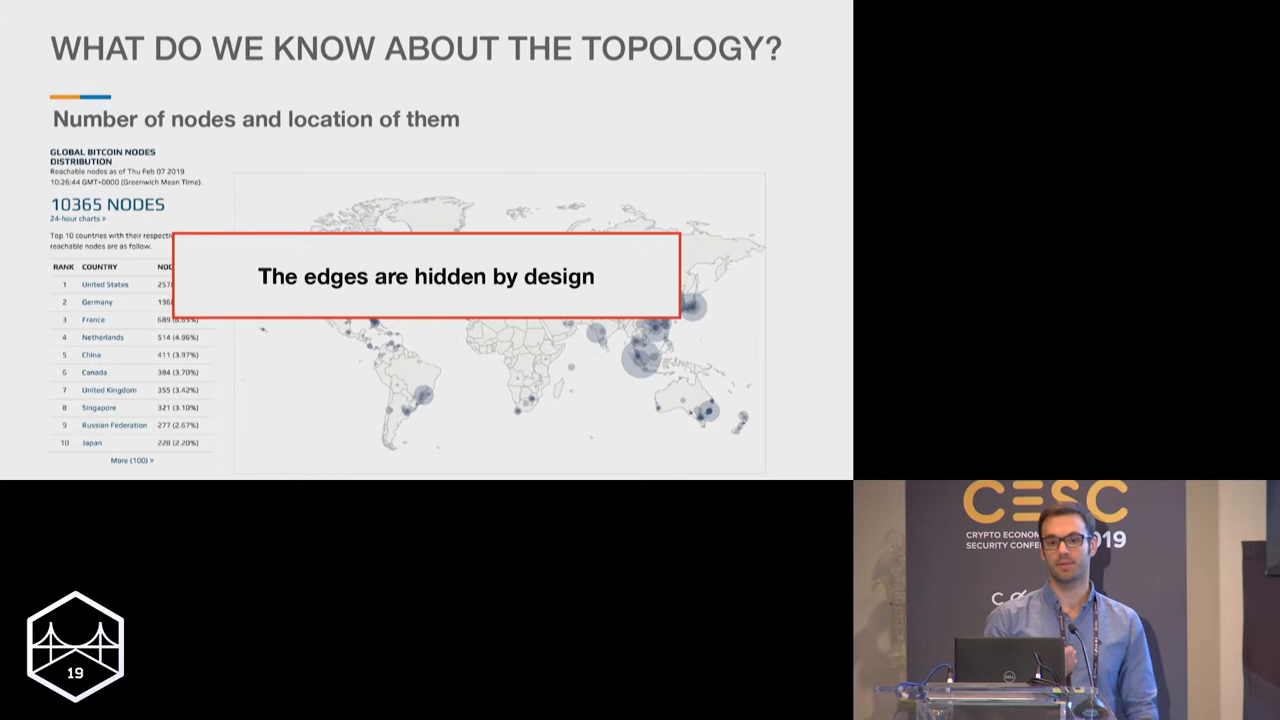 WHAT DO WE KNOW ABOUT THE TOPOLOGY?
Number of nodes and location of them
GLOBAL BITCOIN NODES
DISTRIBUTION
Reachable nodes as of Thu Feb 07 2019
10:26:44 GMT+0000 (Greenwich Mean Time).
10365 NODES
24-hour charts »
Top 10 countries with their
reachable nodes are as follow.
RANK COUNTRY
1 United States
2 Germany
3 France 689
4 Netherlands 514 (4.96%)
5 China 411 (3.97%)
6 Canada 384 (3.70%)
7 United Kingdom 355 (3.42%)
8 Singapore 321 (3.10%)
9 Russian Federation 277 (2.67%)
10 Japan 228 (2.20%)
More (100) »
The edges are hidden by design
CESC
CRYPTO ECONOM
SECURITY CONFE 19
DELL
19